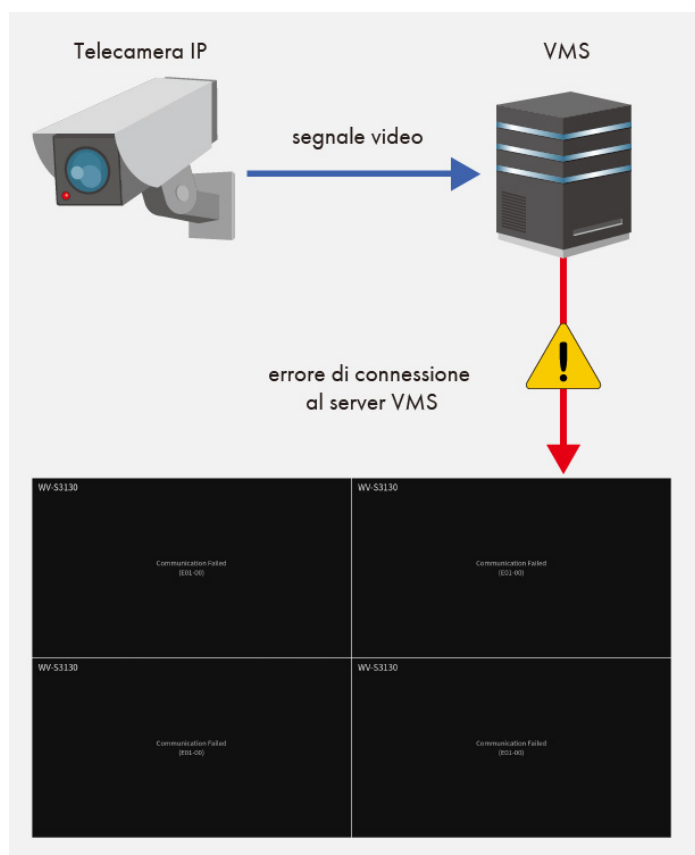 Telecamera IP
VMS
segnale video
errore di connessione
al server VMS
WV-S3130
WV-S3130
Communication Failed
(E01-00)
Communication Failed
(E01-00)
WV-S3130
WV-S3130
Communication Failed
(E01-00)
Communication Failed
(E01-00)